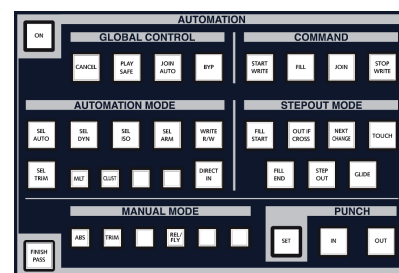 AUTOMATION
ON
GLOBAL CONTROL
COMMAND
CANCEL
PLAY
SAFE
JOIN
AUTO
BYP
START
WRITE
FILL
JOIN
STOP
WRITE
AUTOMATION MODE
STEPOUT MODE
SEL
AUTO
SEL
DYN
SEL
ISO
SEL
ARM
WRITE
R/W
FILL
START
OUT IF
CROSS
NEXT
CHANGE
TOUCH
SEL
TRIM
MLT
CLUST
DIRECT
IN
FILL
END
STEP
OUT
GLIDE
MANUAL MODE
PUNCH
ABS
TRIM
REL/
FLY
SET
IN
OUT
FINISH
PASS